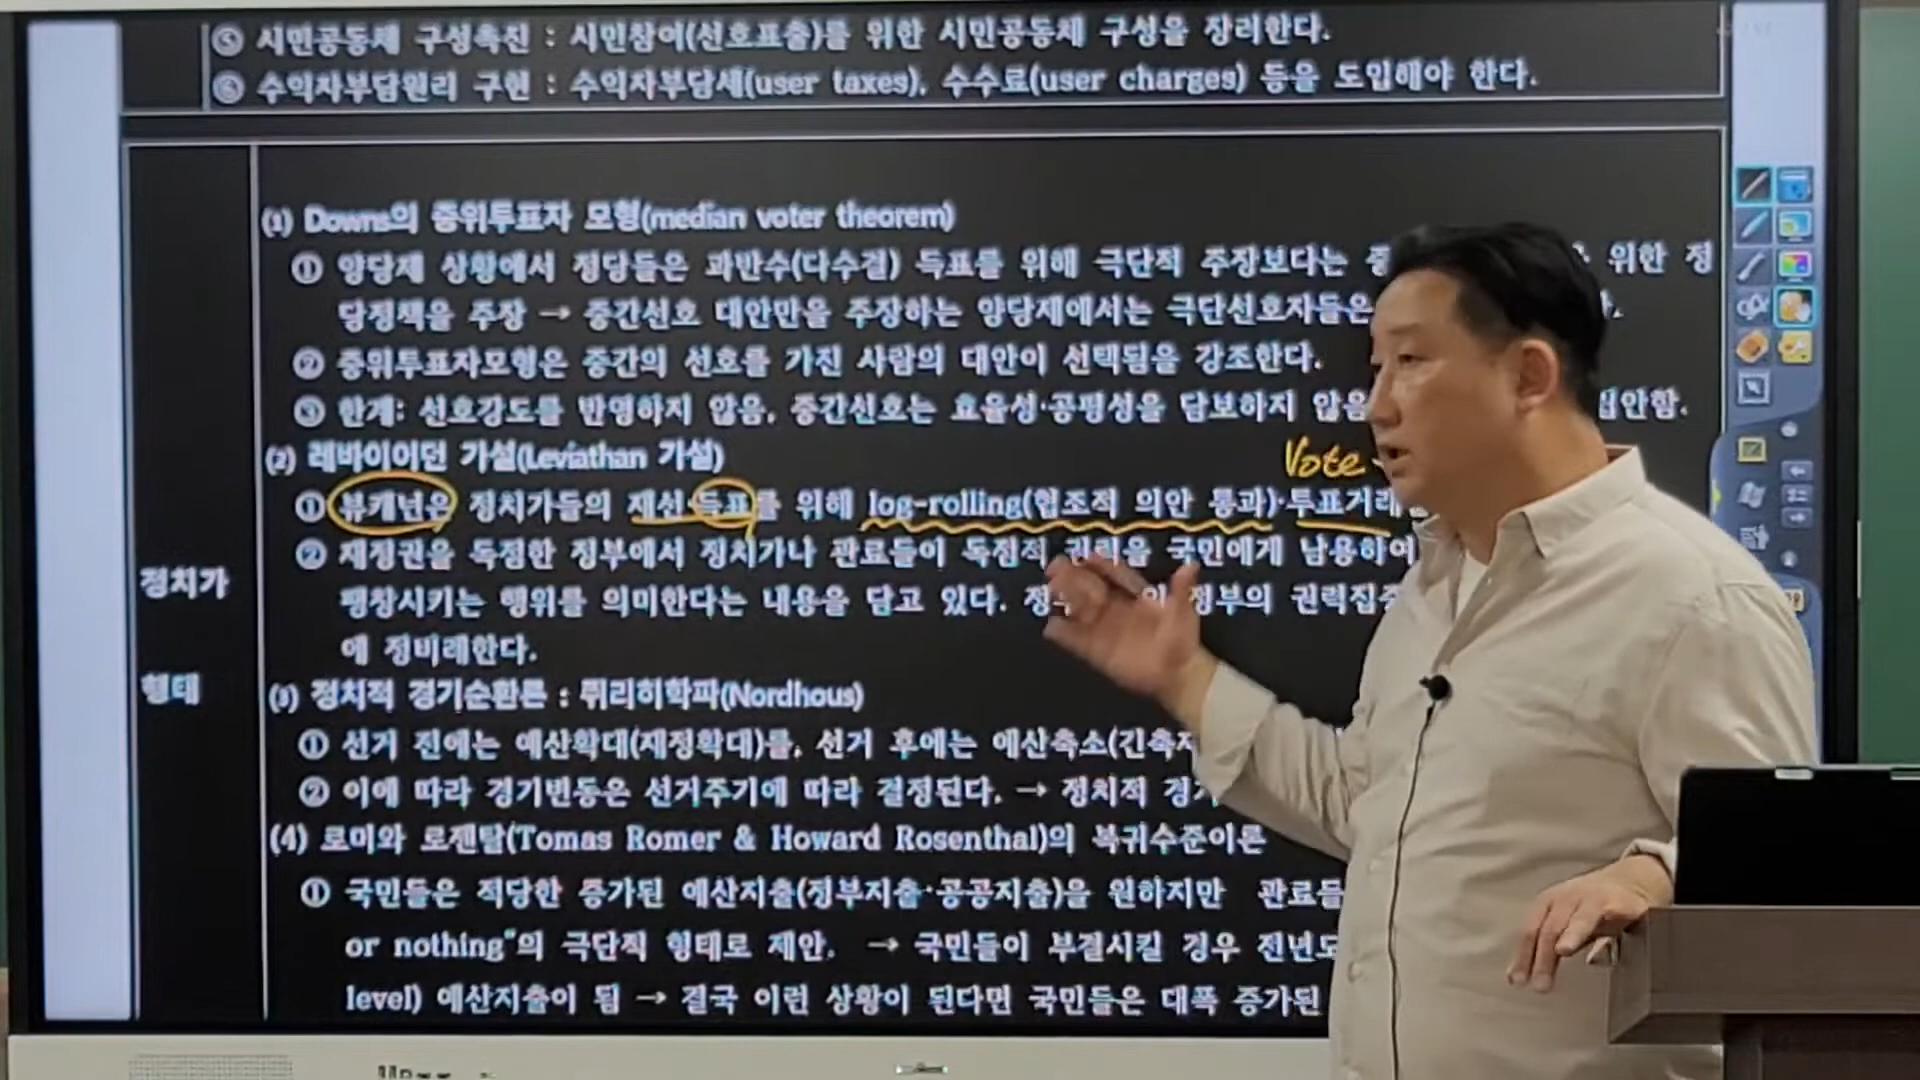 ⑤ 시민공동체 구성촉진 : 시민참여(선호표출)를 위한 시민공동체 구성을 장려한다.
⑥ 수익자부담원리 구현 : 수익자부담세(user taxes), 수수료(user charges) 등을 도입해야 한다.
(1) Downs의 중위투표자 모형(median voter theorem)
① 양당제 상황에서 정당들은 과반수(다수결) 득표를 위해 극단적 주장보다는 위한 정
당정책을 주장 → 중간선호 대안만을 주장하는 양당제에서는 극단선호자들은
② 중위투표자모형은 중간의 선호를 가진 사람의 대안이 선택됨을 강조한다.
③ 한계: 선호강도를 반영하지 않음, 중간선호는 효율성·공평성을 담보하지 않음
(2) 레바이어던 가설(Leviathan 가설)
Vote
① 뷰캐넌은 정치가들의 재선·득표를 위해 log-rolling(협조적 의안 통과)·투표거래
② 재정권을 독점한 정부에서 정치가나 관료들이 독점적 권력을 국민에게 남용하여
정치가
팽창시키는 행위를 의미한다는 내용을 담고 있다. 정부의 권력집중
에 정비례한다.
형태
(3) 정치적 경기순환론 : 쮜리히학파(Nordhous)
① 선거 전에는 예산확대(재정확대)를, 선거 후에는 예산축소(긴축재
② 이에 따라 경기변동은 선거주기에 따라 결정된다. → 정치적 경기
(4) 로머와 로젠탈(Tomas Romer & Howard Rosenthal)의 복귀수준이론
① 국민들은 적당한 증가된 예산지출(정부지출·공공지출)을 원하지만 관료들
or nothing"의 극단적 형태로 제안. → 국민들이 부결시킬 경우 전년도
level) 예산지출이 됨 → 결국 이런 상황이 된다면 국민들은 대폭 증가된